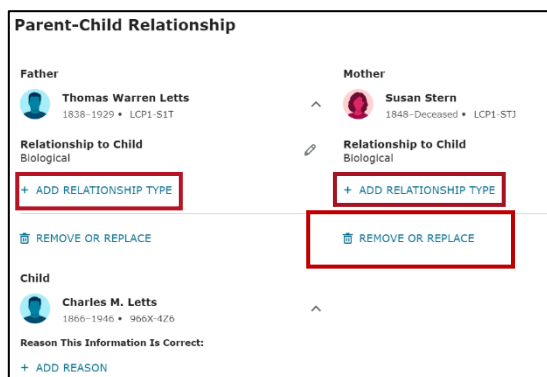 Parent-Child Relationship
Father
Thomas Warren Letts
1838–1929 • LCP1-S1T
Relationship to Child
Biological
+ ADD RELATIONSHIP TYPE
REMOVE OR REPLACE
Mother
Susan Stern
1848–Deceased • LCP1-STJ
Relationship to Child
Biological
+ ADD RELATIONSHIP TYPE
REMOVE OR REPLACE
Child
Charles M. Letts
1866–1946 • 966X-4Z6
Reason This Information Is Correct:
+ ADD REASON